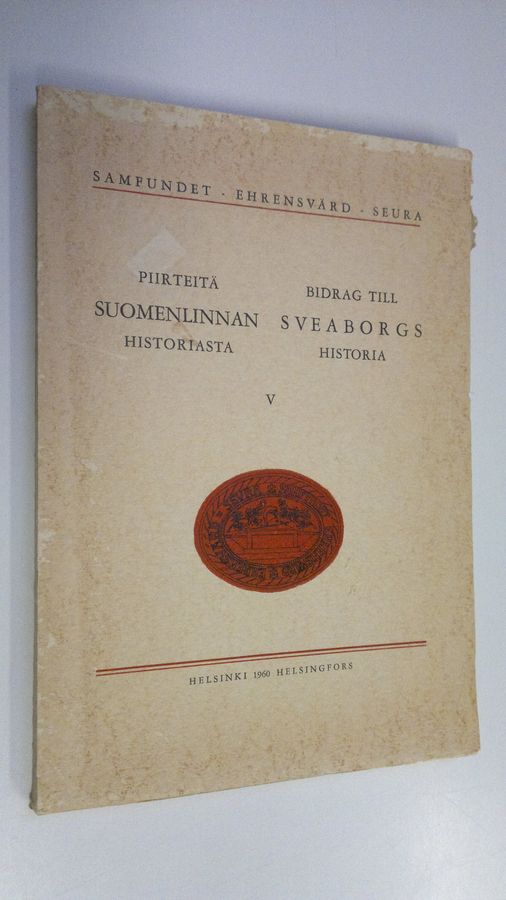 SAMFUNDET · EHRENSVÄRD · SEURA
PIIRTEITÄ
SUOMENLINNAN
HISTORIASTA
BIDRAG TILL
SVEABORGS
HISTORIA
V
HELSINKI 1960 HELSINGFORS